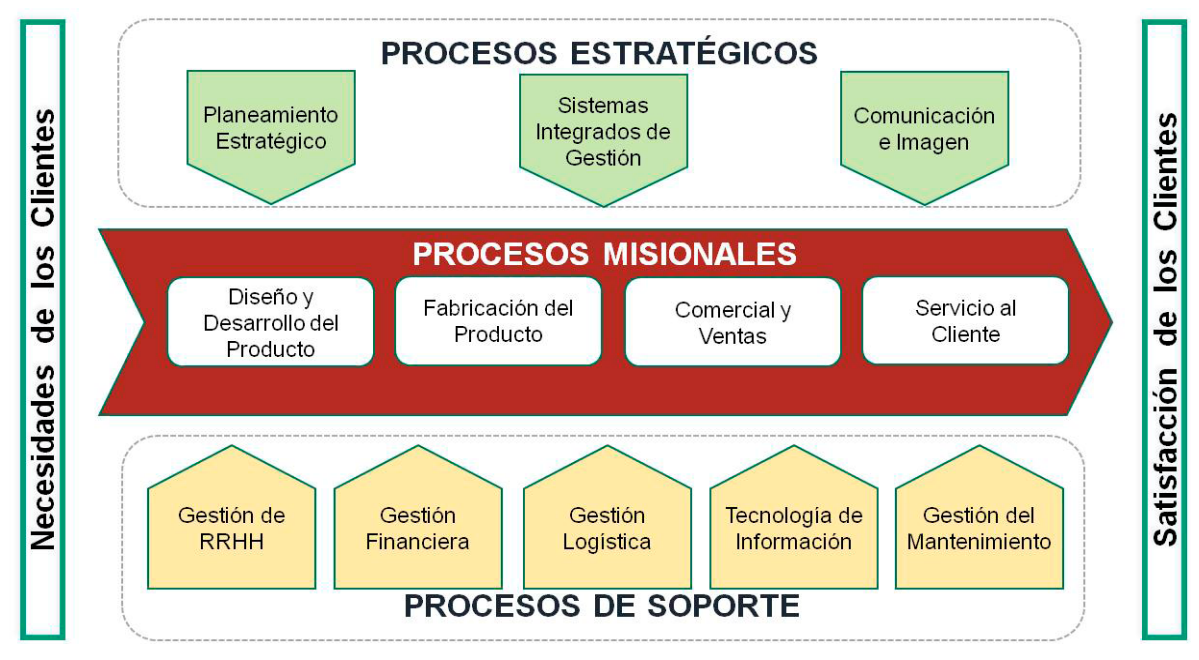 Necesidades de los Clientes
PROCESOS ESTRATÉGICOS
Planeamiento
Estratégico
Sistemas
Integrados de
Gestión
Comunicación
e Imagen
PROCESOS MISIONALES
Diseño y
Desarrollo del
Producto
Fabricación del
Producto
Comercial y
Ventas
Servicio al
Cliente
Gestión de
RRHH
Gestión
Financiera
Gestión
Logística
Tecnología de
Información
Gestión del
Mantenimiento
PROCESOS DE SOPORTE
Satisfacción de los Clientes